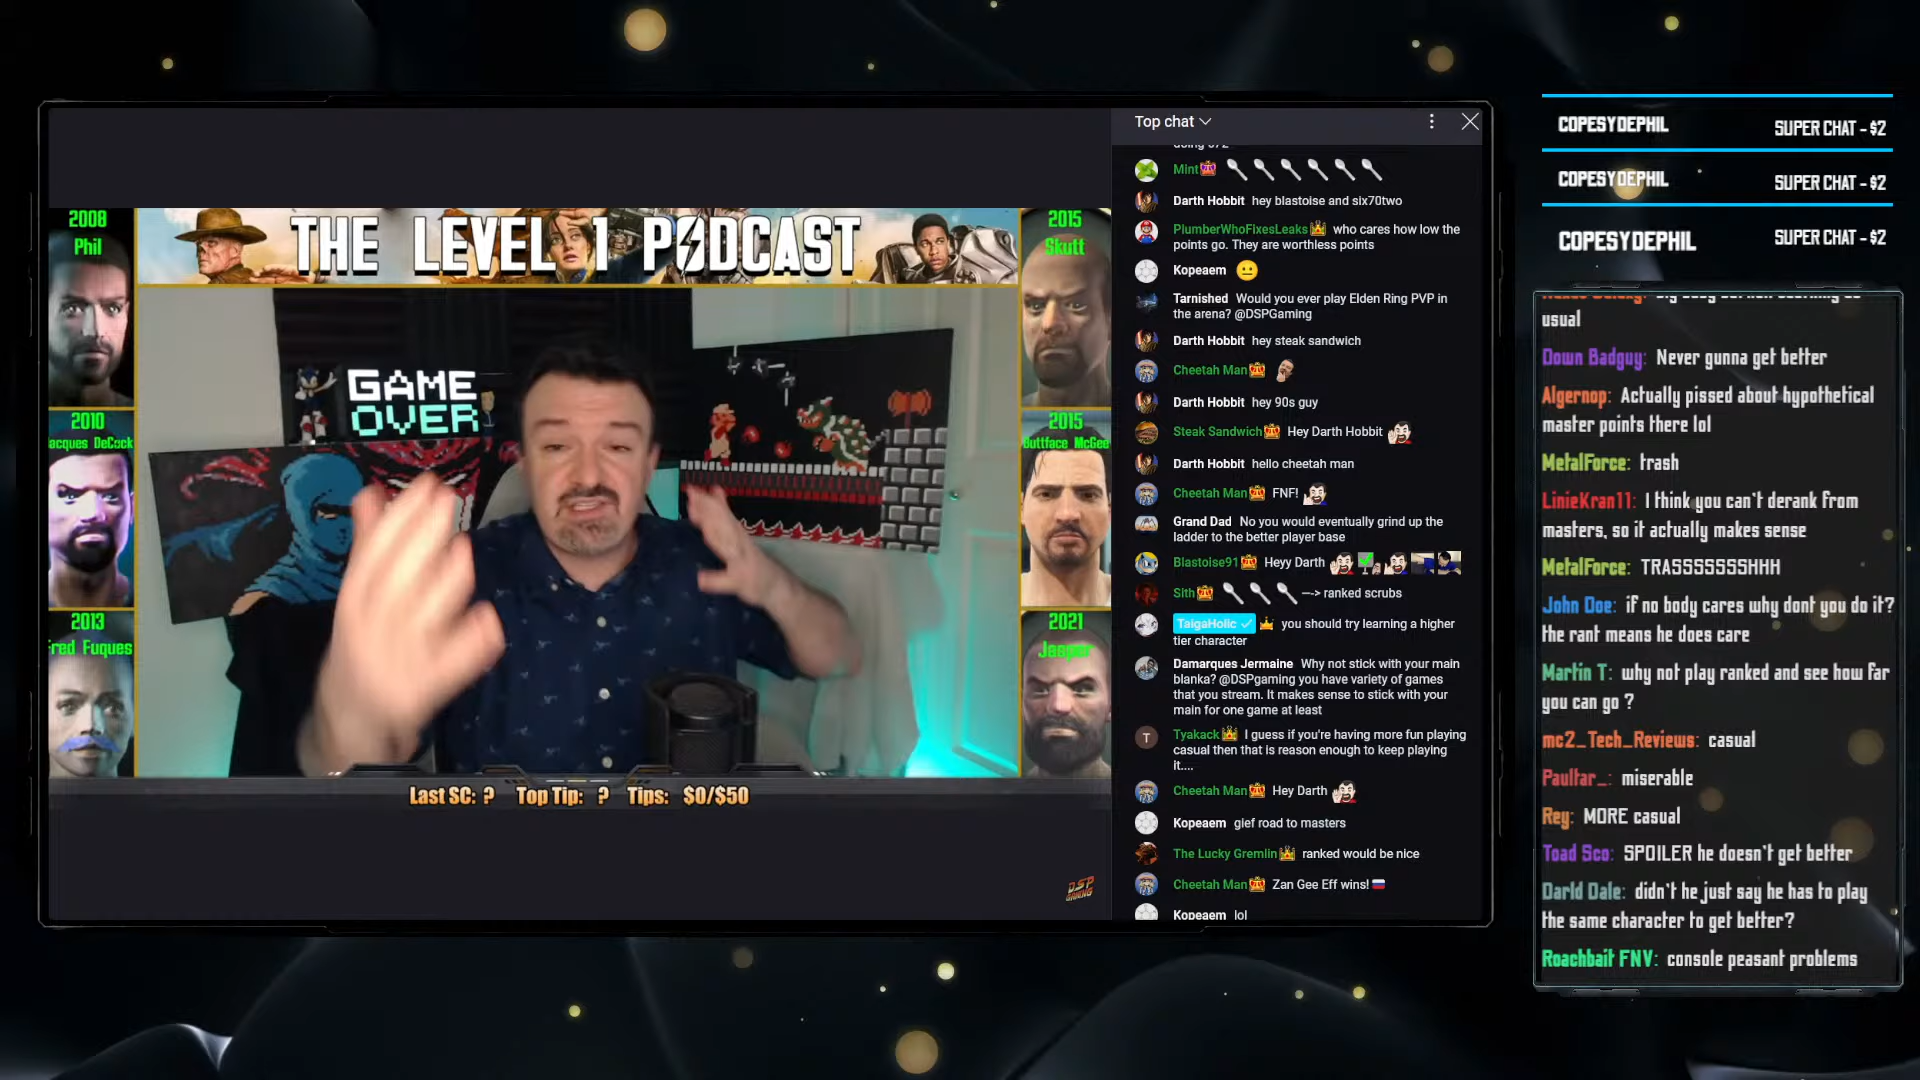 2008
Phil
2010
acques DeCock
2013
red Fuques
THE LEVEL 1 PODCAST
GAME
OVER
2015
Skutt
2015
Buttface McGee
2021
Jasper
Last SC: ? Top Tip: ? Tips: $0/$50
DSP
GAMING
Top chat
Mint
Darth Hobbit hey blastoise and six70two
PlumberWhoFixesLeaks who cares how low the
points go. They are worthless points
Kopeaem
Tarnished Would you ever play Elden Ring PVP in
the arena? @DSPGaming
Darth Hobbit hey steak sandwich
Cheetah Man
Darth Hobbit hey 90s guy
Steak Sandwich Hey Darth Hobbit
Darth Hobbit hello cheetah man
Cheetah Man FNF!
Grand Dad No you would eventually grind up the
ladder to the better player base
Blastoise91 Heyy Darth
Sith —-> ranked scrubs
TaigaHolic you should try learning a higher
tier character
Damarques Jermaine Why not stick with your main
blanka? @DSPgaming you have variety of games
that you stream. It makes sense to stick with your
main for one game at least
T
Tyakack I guess if you're having more fun playing
casual then that is reason enough to keep playing
it....
Cheetah Man Hey Darth
Kopeaem gief road to masters
The Lucky Gremlin ranked would be nice
Cheetah Man Zan Gee Eff wins!
Kopeaem lol
COPESYDEPHIL SUPER CHAT - $2
COPESYDEPHIL SUPER CHAT - $2
COPESYDEPHIL SUPER CHAT - $2
usual
Down Badguy: Never gunna get better
Algernop: Actually pissed about hypothetical
master points there lol
MetalForce: trash
LinieKran11: I think you can't derank from
masters, so it actually makes sense
MetalForce: TRASSSSSSSHHH
John Doe: if no body cares why dont you do it?
the rant means he does care
Martin T: why not play ranked and see how far
you can go ?
mc2_Tech_Reviews: casual
Paultar_: miserable
Rey: MORE casual
Toad Sco: SPOILER he doesn't get better
Darld Dale: didn't he just say he has to play
the same character to get better?
Roachbait FNV: console peasant problems